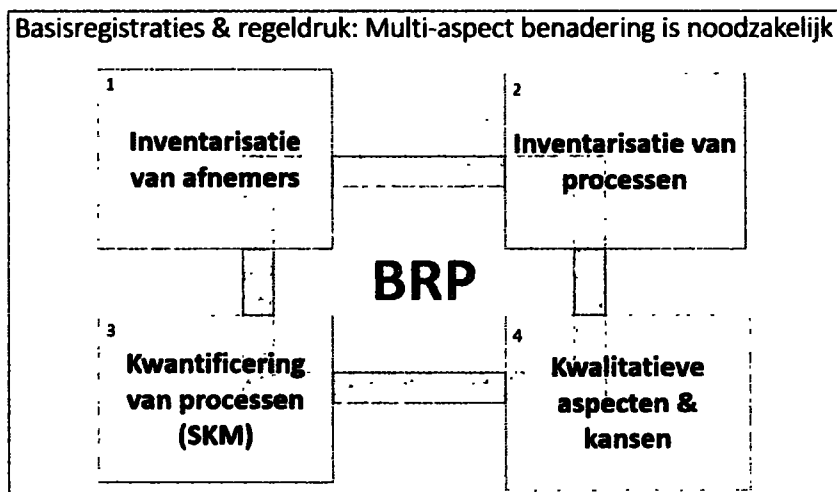 Basisregistraties & regeldruk: Multi-aspect benadering is noodzakelijk
1
Inventarisatie
van afnemers
2
Inventarisatie van
processen
BRP
3
Kwantificering
van processen
(SKM)
4
Kwalitatieve
aspecten &
kansen